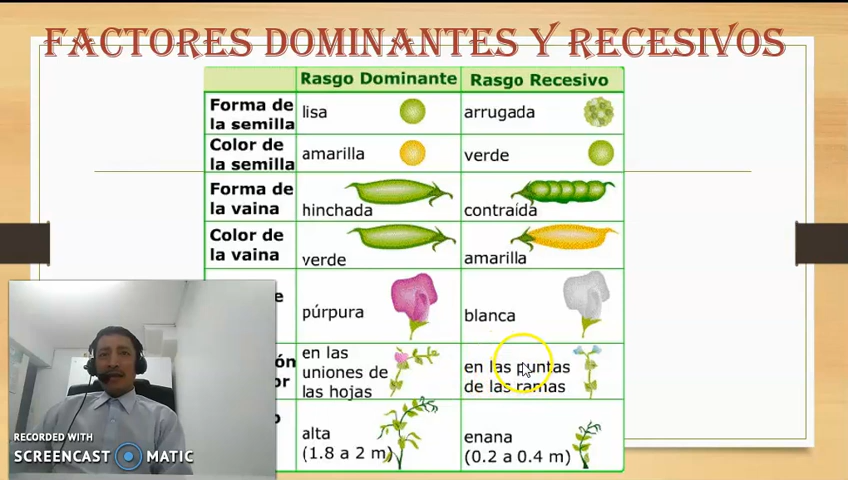 FACTORES DOMINANTES Y RECESIVOS
Rasgo Dominante Rasgo Recesivo
Forma de
la semilla
lisa
arrugada
Color de
la semilla
amarilla
verde
Forma de
la vaina
hinchada
contraída
Color de
la vaina
verde
amarilla
púrpura
blanca
en las
uniones de
las hojas
en las puntas
de las ramas
alta
(1.8 a 2 m)
enana
(0.2 a 0.4 m)
RECORDED WITH
SCREENCAST MATIC